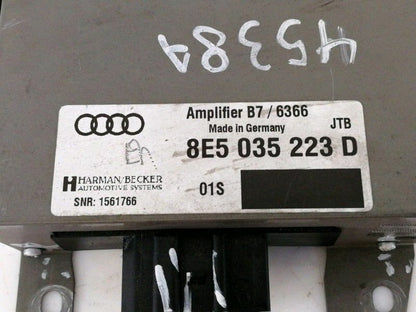 45384
Amplifier B7 / 6366
Made in Germany
JTB
8E5 035 223 D
HARMAN/BECKER
AUTOMOTIVE SYSTEMS
01S
SNR: 1561766